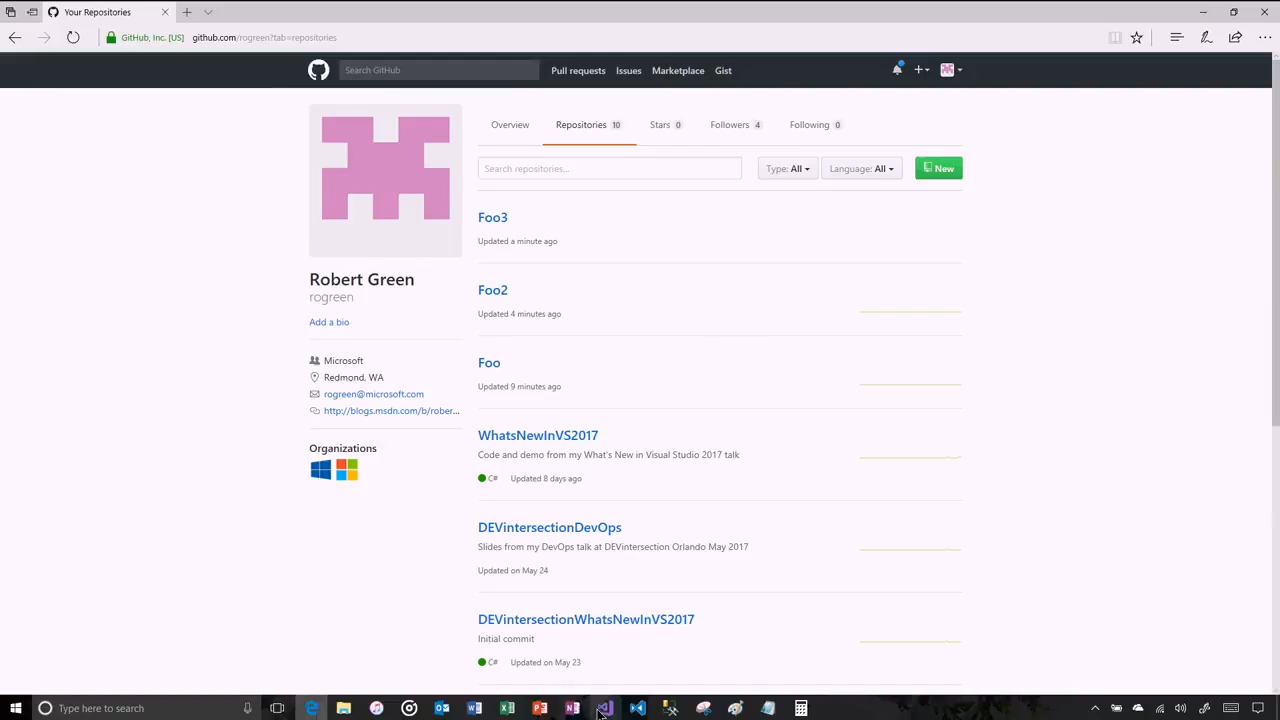 Your Repositories
GitHub, Inc. [US] github.com/rogreen?tab=repositories
Search GitHub Pull requests Issues Marketplace Gist
Overview Repositories 10 Stars 0 Followers 4 Following 0
Search repositories... Type: All Language: All New
Foo3
Updated a minute ago
Foo2
Updated 4 minutes ago
Foo
Updated 9 minutes ago
WhatsNewInVS2017
Code and demo from my What's New in Visual Studio 2017 talk
C# Updated 8 days ago
DEVintersectionDevOps
Slides from my DevOps talk at DEVintersection Orlando May 2017
Updated on May 24
DEVintersectionWhatsNewInVS2017
Initial commit
C# Updated on May 23
Robert Green
rogreen
Add a bio
Microsoft
Redmond, WA
rogreen@microsoft.com
http://blogs.msdn.com/b/rober...
Organizations
Type here to search